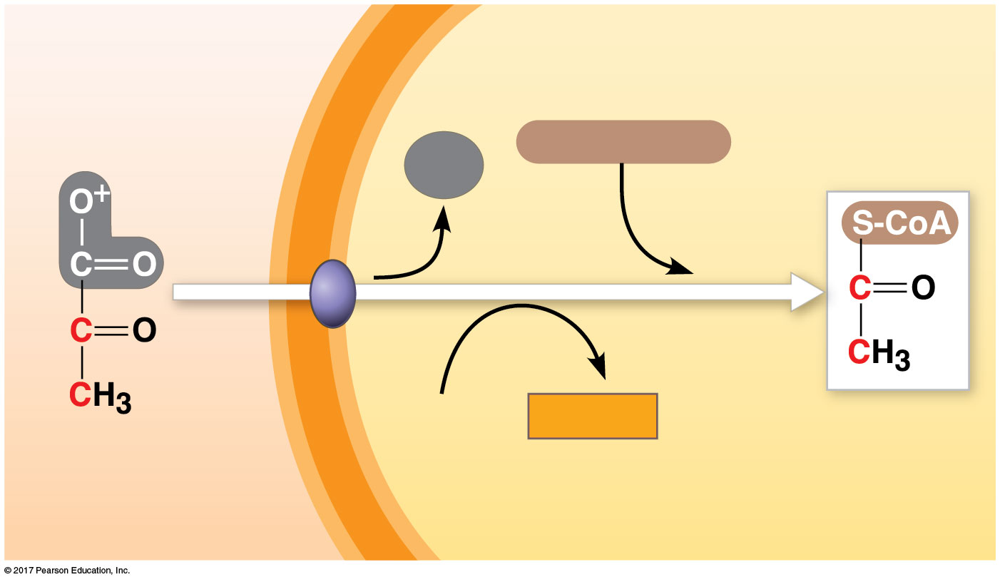 O+
C=O
C=O
CH3
S-CoA
C=O
CH3
© 2017 Pearson Education, Inc.